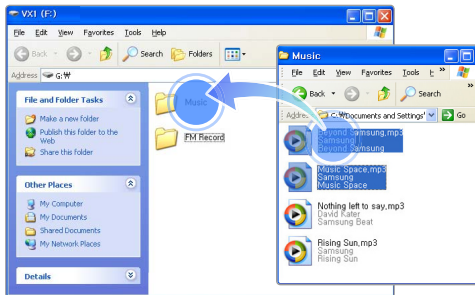 VX1 (F:)
File Edit View Favorites Tools Help
Back Search Folders
Address G:₩
File and Folder Tasks
Make a new folder
Publish this folder to the
Web
Share this folder
Other Places
My Computer
My Documents
Shared Documents
My Network Places
Details
Music
FM Record
Music
File Edit View Favorites Tools »
Back Search »
Address C:₩Documents and Settings Go
Beyond Samsung,mp3
Samsung
Beyond Samsung
Music Space,mp3
Samsung
Music Space
Nothing left to say,mp3
David Kater
Samsung Beat
Rising Sun,mp3
Samsung
Rising Sun